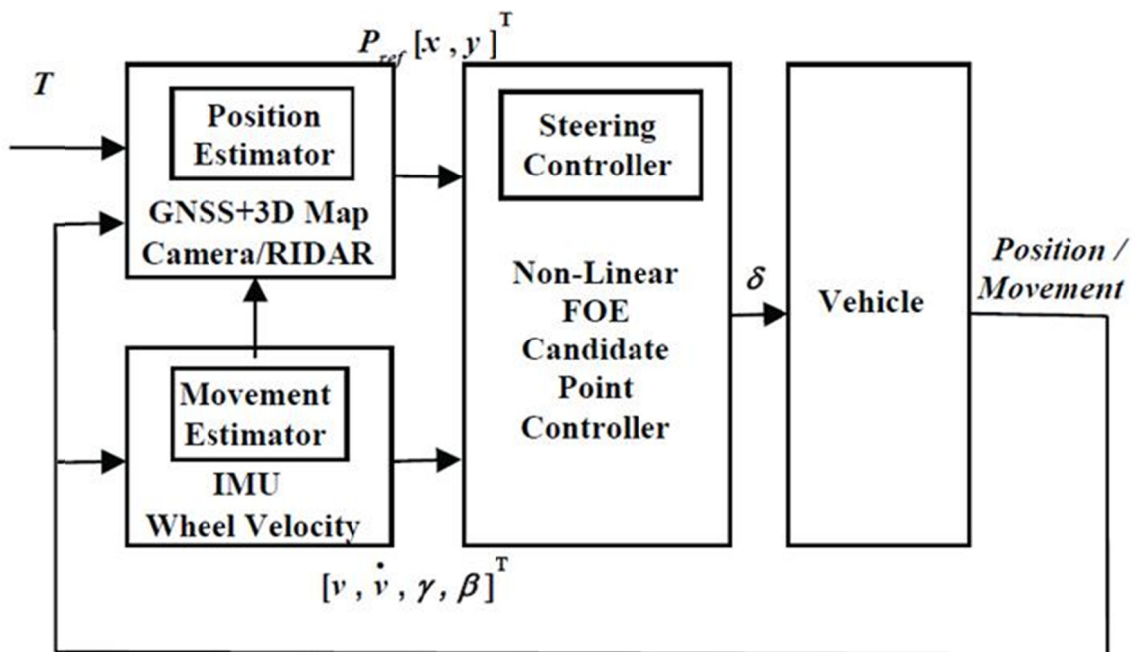 T
P_ref [x , y]^T
Position
Estimator
GNSS+3D Map
Camera/RIDAR
Movement
Estimator
IMU
Wheel Velocity
[v , v̇ , γ , β]^T
Steering
Controller
Non-Linear
FOE
Candidate
Point
Controller
δ
Vehicle
Position /
Movement